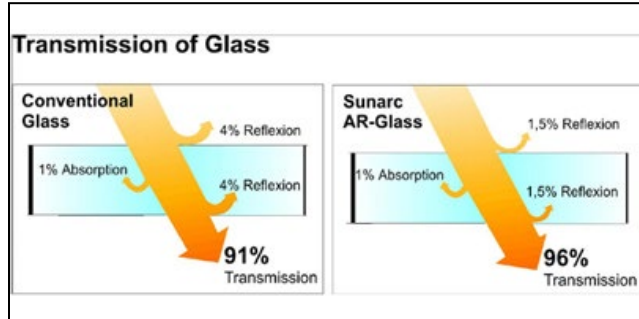 Transmission of Glass
Conventional
Glass
4% Reflexion
1% Absorption
4% Reflexion
91%
Transmission
Sunarc
AR-Glass
1,5% Reflexion
1% Absorption
1,5% Reflexion
96%
Transmission